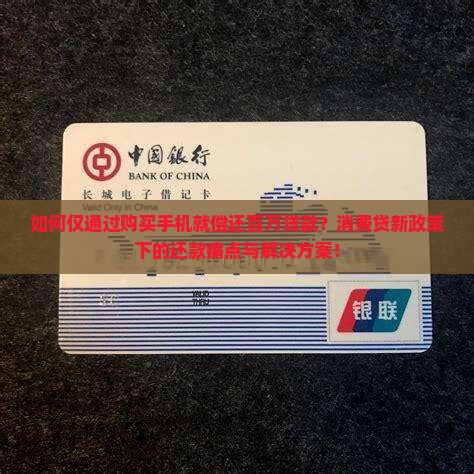 中國銀行
BANK OF CHINA
长城电子借记卡
Valid Only in China
如何仅通过购买手机就偿还百万贷款？消费贷新政策
下的还款痛点与解决方案！
VALID
THRU
银联